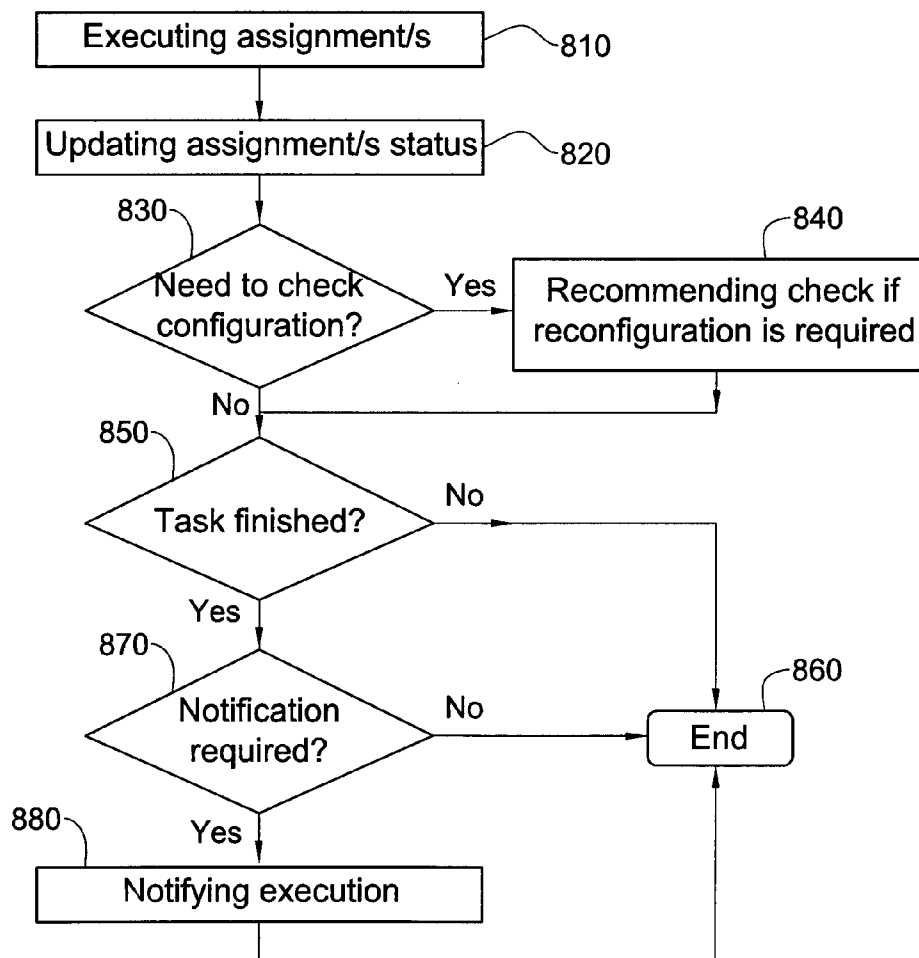 Executing assignment/s
810
Updating assignment/s status
820
830
Need to check
configuration?
Yes
840
Recommending check if
reconfiguration is required
No
850
Task finished?
No
Yes
870
Notification
required?
No
860
End
Yes
880
Notifying execution